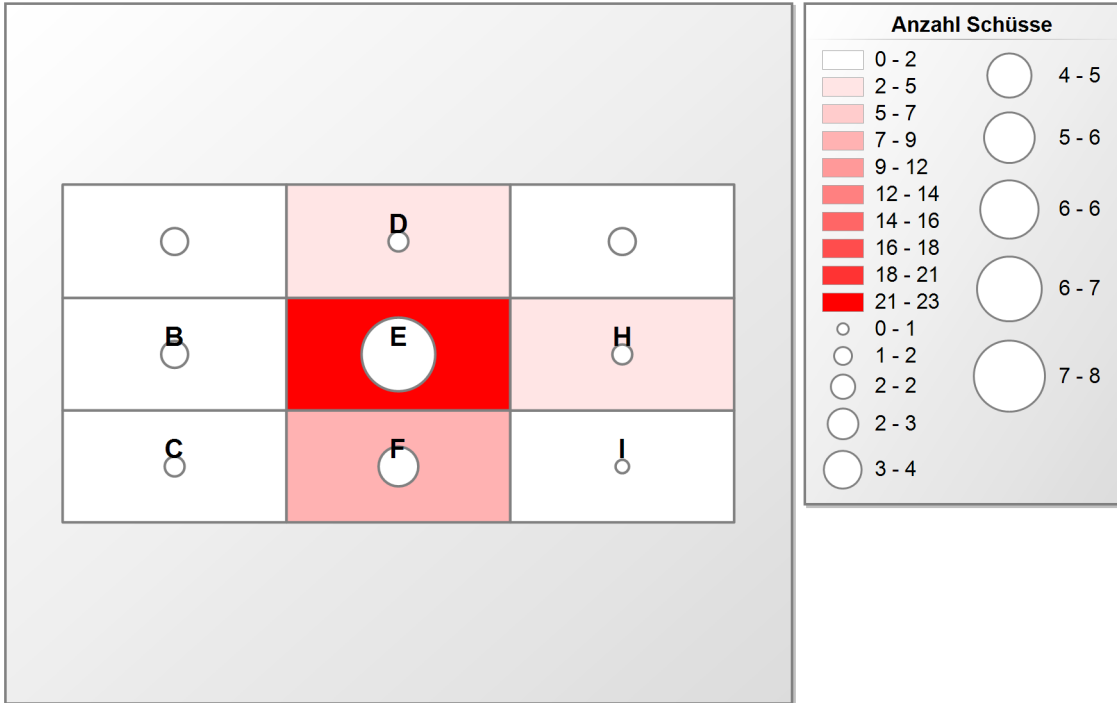 D
B
E
H
C
F
I
Anzahl Schüsse
0 - 2
2 - 5
5 - 7
7 - 9
9 - 12
12 - 14
14 - 16
16 - 18
18 - 21
21 - 23
0 - 1
1 - 2
2 - 2
2 - 3
3 - 4
4 - 5
5 - 6
6 - 6
6 - 7
7 - 8